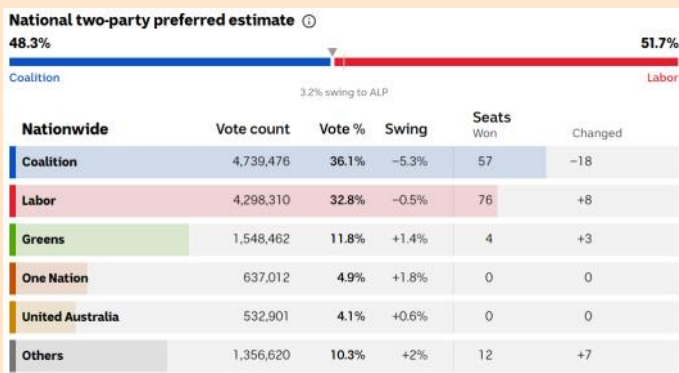 National two-party preferred estimate
48.3% 51.7%
Coalition Labor
3.2% swing to ALP
Seats
Nationwide Vote count Vote % Swing Won Changed
Coalition 4,739,476 36.1% −5.3% 57 −18
Labor 4,298,310 32.8% −0.5% 76 +8
Greens 1,548,462 11.8% +1.4% 4 +3
One Nation 637,012 4.9% +1.8% 0 0
United Australia 532,901 4.1% +0.6% 0 0
Others 1,356,620 10.3% +2% 12 +7